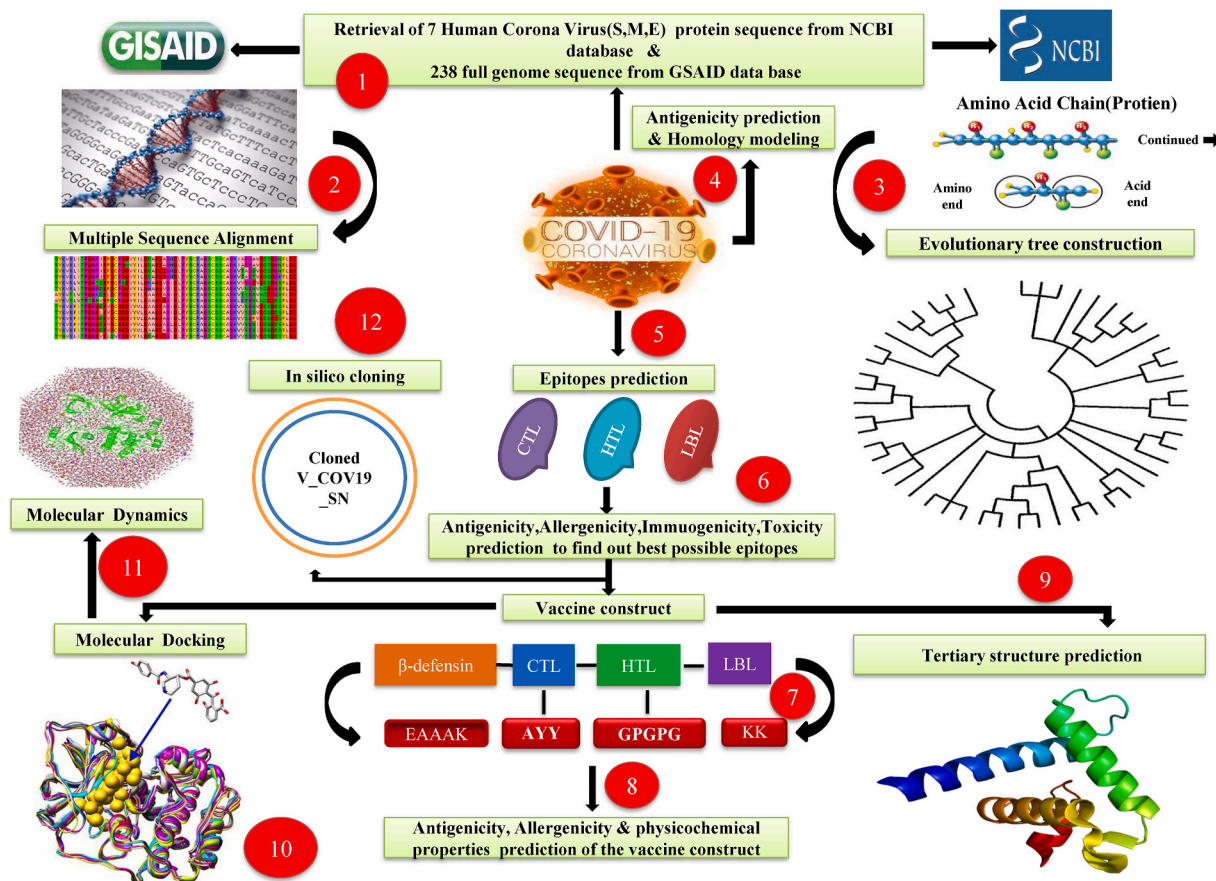 GISAID
Retrieval of 7 Human Corona Virus(S,M,E) protein sequence from NCBI
database &
238 full genome sequence from GSAID data base
NCBI
1
Antigenicity prediction
& Homology modeling
Amino Acid Chain(Protien)
R₁
Continued
2
4
3
Amino
end
Acid
end
COVID-19
CORONAVIRUS
Multiple Sequence Alignment
Evolutionary tree construction
12
5
In silico cloning
Epitopes prediction
CTL
HTL
LBL
Cloned
V_COV19
_SN
6
Molecular Dynamics
Antigenicity,Allergenicity,Immuogenicity,Toxicity
prediction to find out best possible epitopes
11
9
Vaccine construct
Molecular Docking
Tertiary structure prediction
β-defensin
CTL
HTL
LBL
7
EAAAK
AYY
GPGPG
KK
8
10
Antigenicity, Allergenicity & physicochemical
properties prediction of the vaccine construct